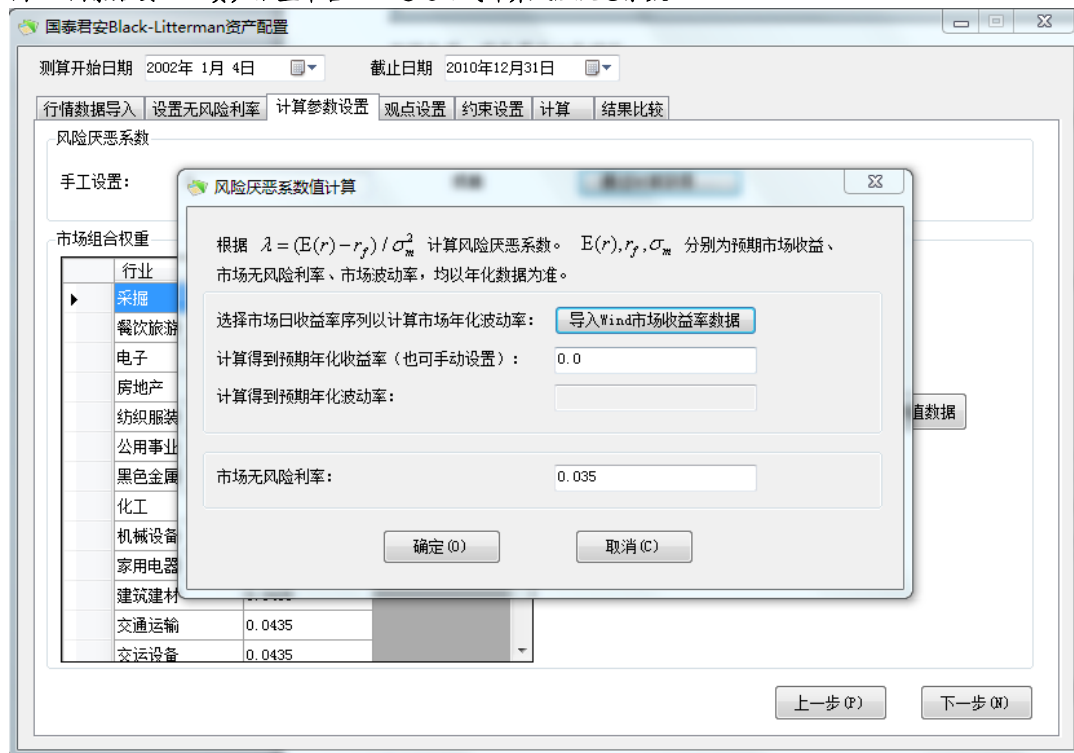 国泰君安Black-Litterman资产配置
测算开始日期 2002年 1月 4日 截止日期 2010年12月31日
行情数据导入 设置无风险利率 计算参数设置 观点设置 约束设置 计算 结果比较
风险厌恶系数
手工设置：
风险厌恶系数值计算
根据 λ=(E(r)−r_f)/σ_m^2 计算风险厌恶系数。 E(r),r_f,σ_m 分别为预期市场收益、
市场无风险利率、市场波动率，均以年化数据为准。
选择市场日收益率序列以计算市场年化波动率： 导入Wind市场收益率数据
计算得到预期年化收益率（也可手动设置）： 0.0
计算得到预期年化波动率：
市场无风险利率： 0.035
确定(O) 取消(C)
市场组合权重
行业
采掘
餐饮旅游
电子
房地产
纺织服装
值数据
公用事业
黑色金属
化工
机械设备
家用电器
建筑建材
交通运输 0.0435
交运设备 0.0435
上一步(P) 下一步(N)